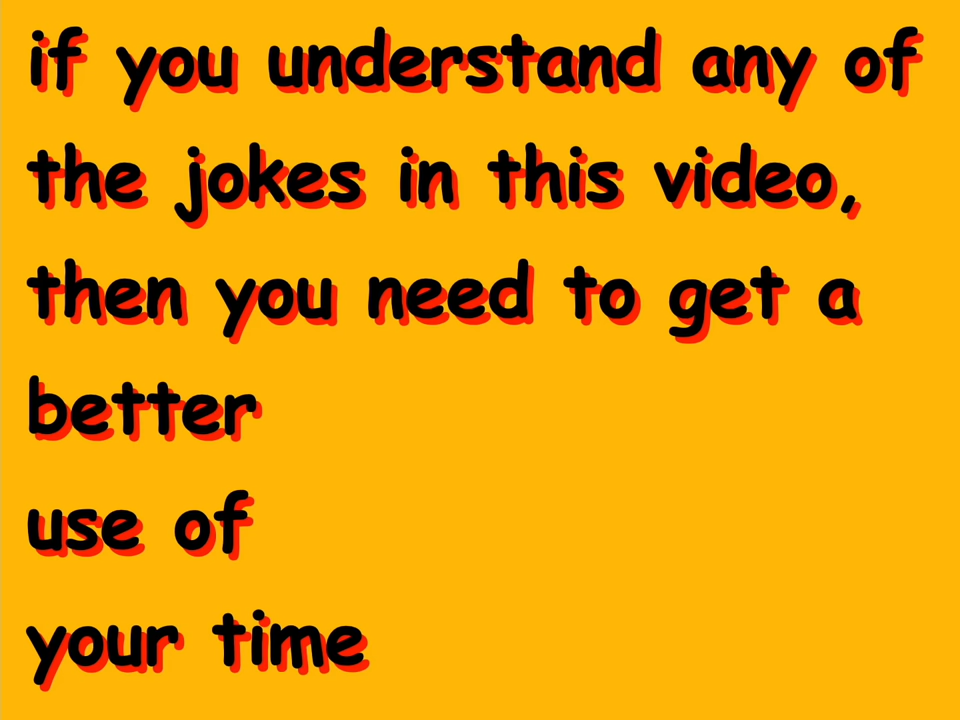 if you understand any of
the jokes in this video,
then you need to get a
better
use of
your time